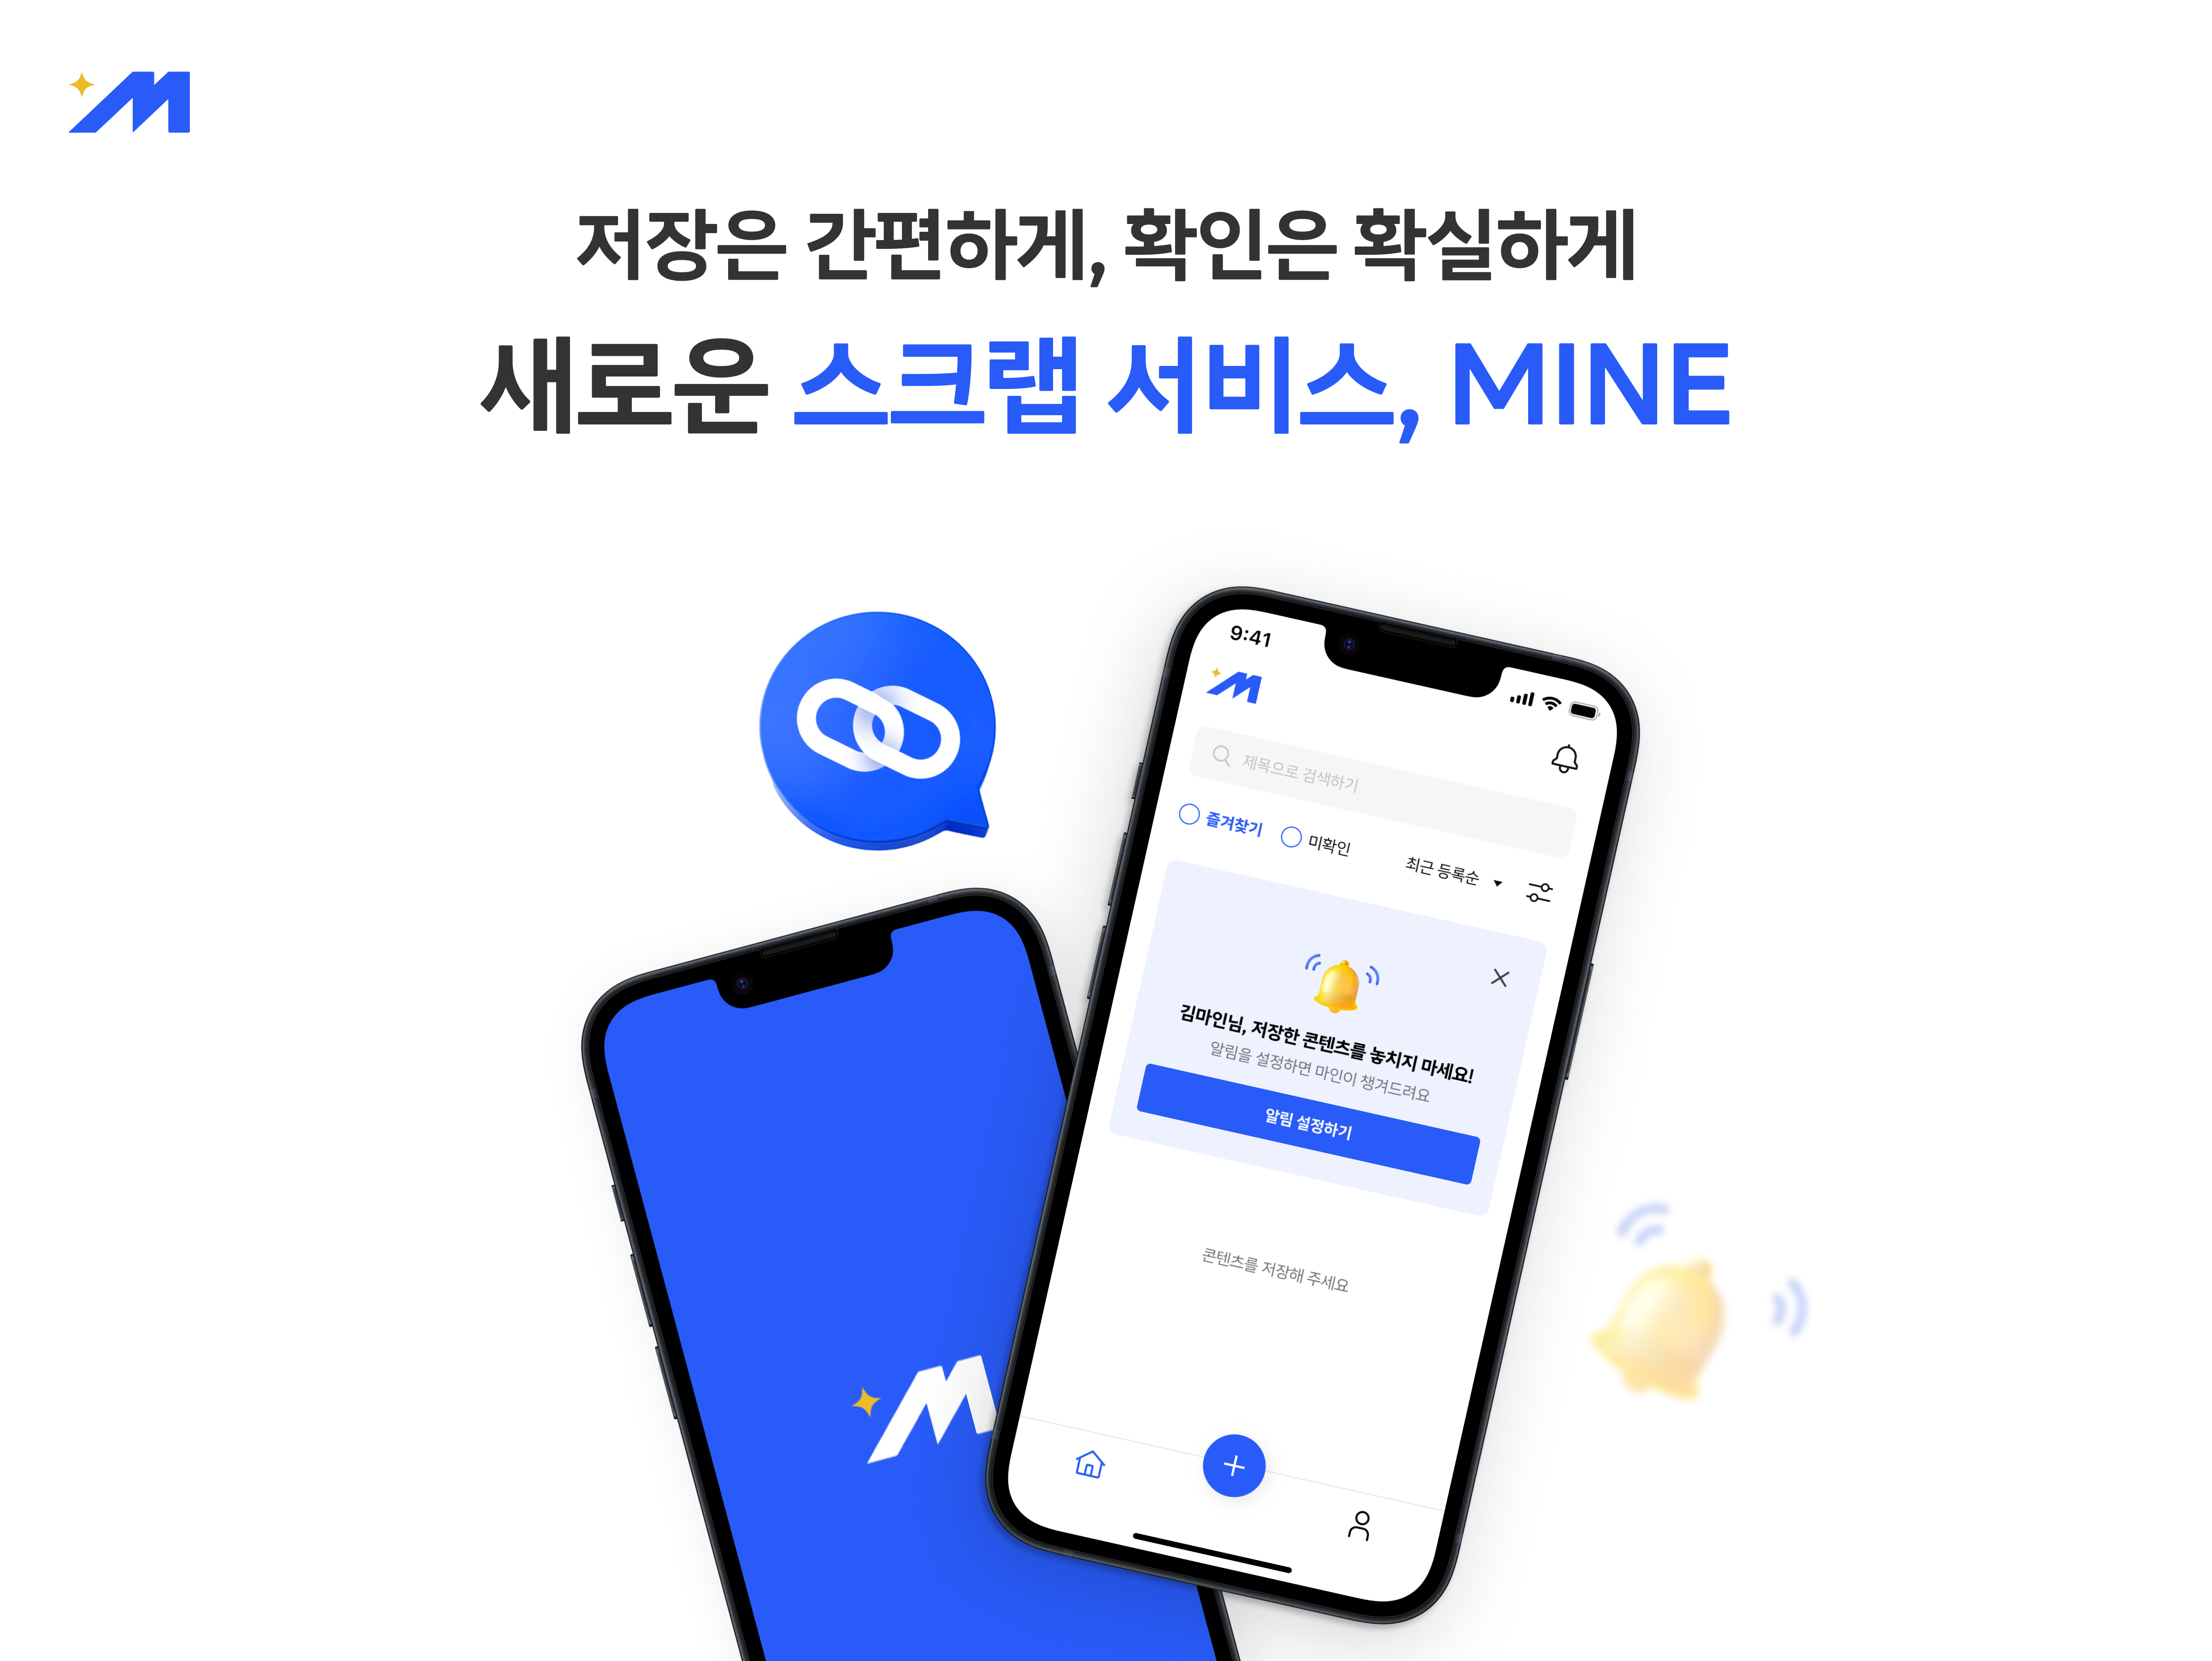 저장은 간편하게, 확인은 확실하게
새로운 스크랩 서비스, MINE
9:41
제목으로 검색하기
즐겨찾기 미확인 최근 등록순
김마인님, 저장한 콘텐츠를 놓치지 마세요!
알림을 설정하면 마인이 챙겨드려요
알림 설정하기
콘텐츠를 저장해 주세요